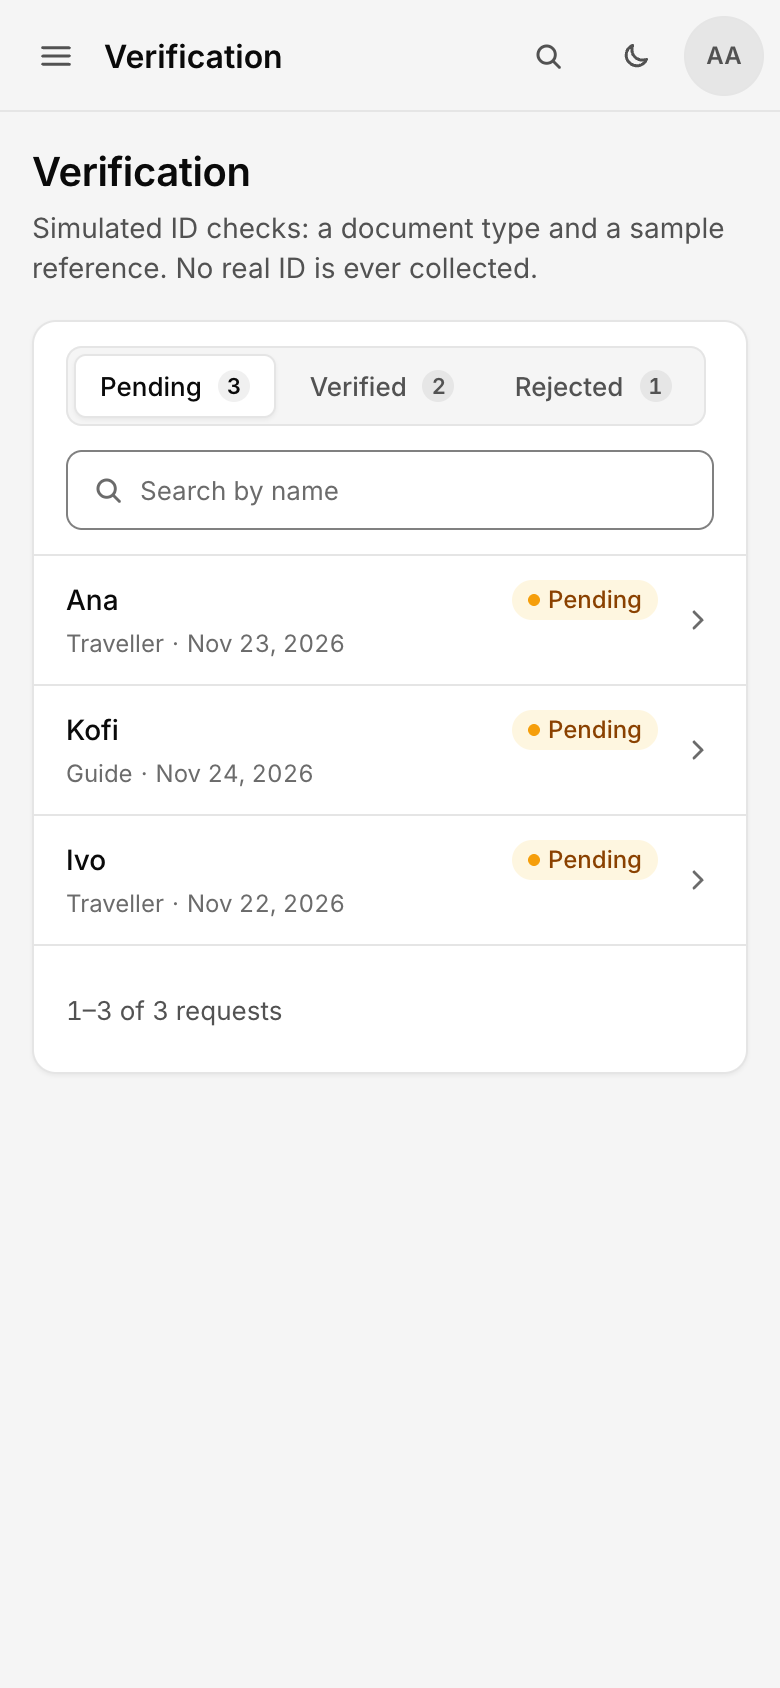 Verification
AA
Verification
Simulated ID checks: a document type and a sample
reference. No real ID is ever collected.
Pending 3 Verified 2 Rejected 1
Search by name
Ana Pending
Traveller · Nov 23, 2026
Kofi Pending
Guide · Nov 24, 2026
Ivo Pending
Traveller · Nov 22, 2026
1–3 of 3 requests